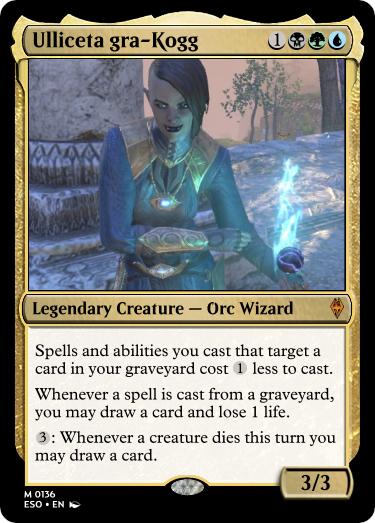 Ulliceta gra-Kogg 1
Legendary Creature — Orc Wizard
Spells and abilities you cast that target a
card in your graveyard cost 1 less to cast.
Whenever a spell is cast from a graveyard,
you may draw a card and lose 1 life.
3: Whenever a creature dies this turn you
may draw a card.
3/3
M 0136
ESO • EN